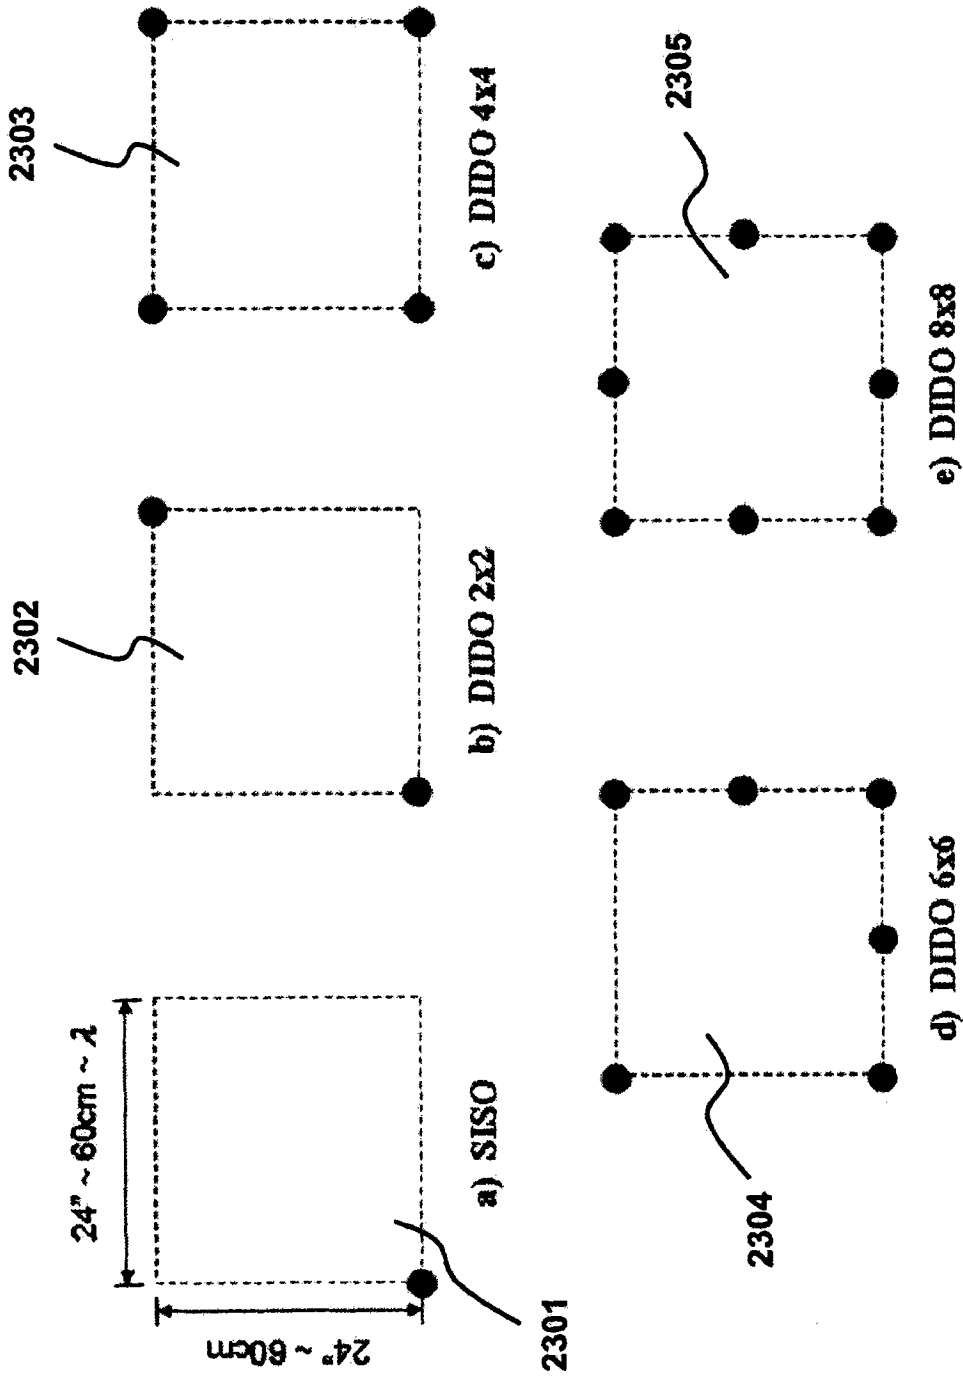 24” ~ 60cm ~ λ
24” ~ 60cm
2301
a) SISO
2302
b) DIDO 2x2
2303
c) DIDO 4x4
2304
d) DIDO 6x6
2305
e) DIDO 8x8